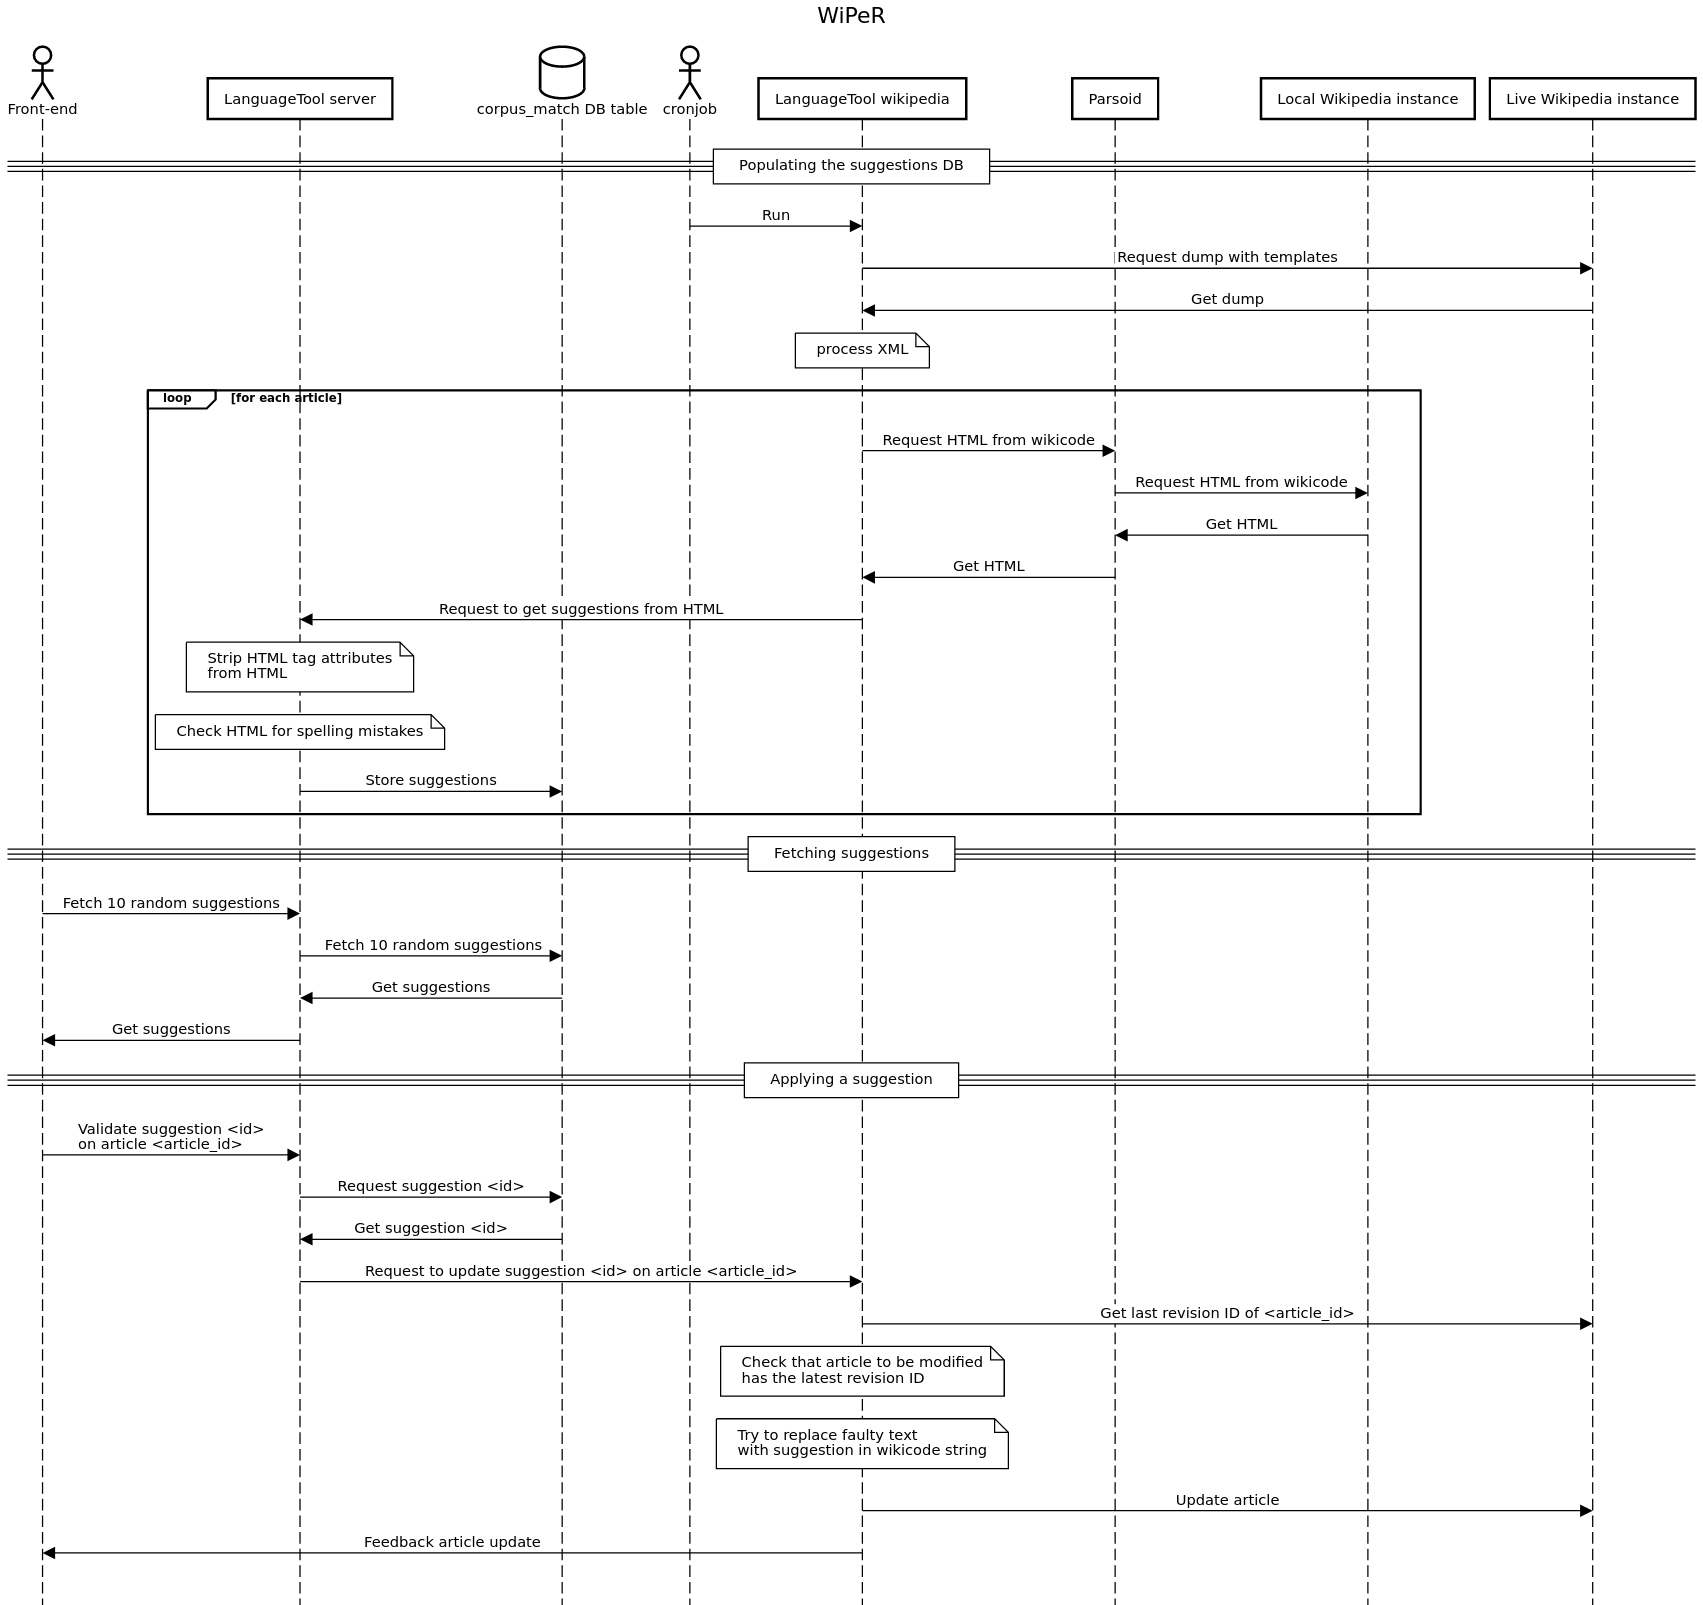 WiPeR
Front-end
LanguageTool server
corpus_match DB table
cronjob
LanguageTool wikipedia
Parsoid
Local Wikipedia instance
Live Wikipedia instance
Populating the suggestions DB
Run
Request dump with templates
Get dump
process XML
loop
[for each article]
Request HTML from wikicode
Request HTML from wikicode
Get HTML
Get HTML
Request to get suggestions from HTML
Strip HTML tag attributes
from HTML
Check HTML for spelling mistakes
Store suggestions
Fetching suggestions
Fetch 10 random suggestions
Fetch 10 random suggestions
Get suggestions
Get suggestions
Applying a suggestion
Validate suggestion <id>
on article <article_id>
Request suggestion <id>
Get suggestion <id>
Request to update suggestion <id> on article <article_id>
Get last revision ID of <article_id>
Check that article to be modified
has the latest revision ID
Try to replace faulty text
with suggestion in wikicode string
Update article
Feedback article update